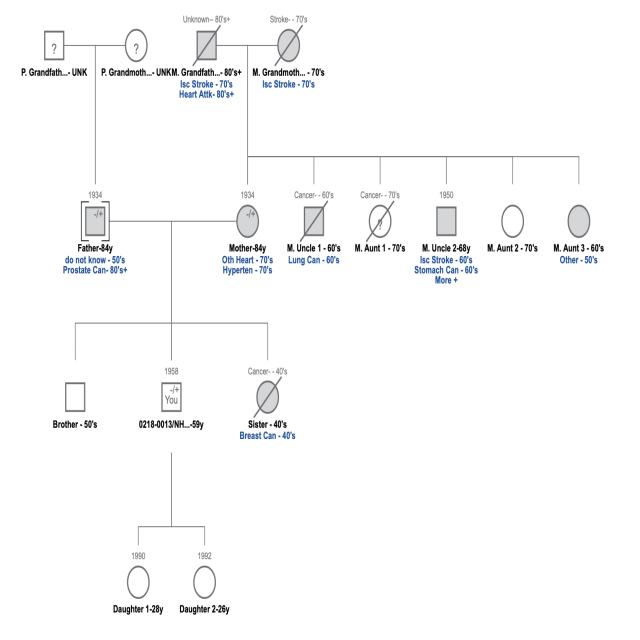 Unknown-- 80's+
Stroke- - 70's
?
?
P. Grandfath...- UNK
P. Grandmoth...- UNK
M. Grandfath...- 80's+
Isc Stroke - 70's
Heart Attk- 80's+
M. Grandmoth... - 70's
Isc Stroke - 70's
1934
-/+
Father-84y
do not know - 50's
Prostate Can- 80's+
1934
-/+
Mother-84y
Oth Heart - 70's
Hyperten - 70's
Cancer- - 60's
M. Uncle 1 - 60's
Lung Can - 60's
Cancer- - 70's
?
M. Aunt 1 - 70's
1950
M. Uncle 2-68y
Isc Stroke - 60's
Stomach Can - 60's
More +
M. Aunt 2 - 70's
M. Aunt 3 - 60's
Other - 50's
Brother - 50's
1958
-/+
You
0218-0013/NH...-59y
Cancer- - 40's
Sister - 40's
Breast Can - 40's
1990
Daughter 1-28y
1992
Daughter 2-26y